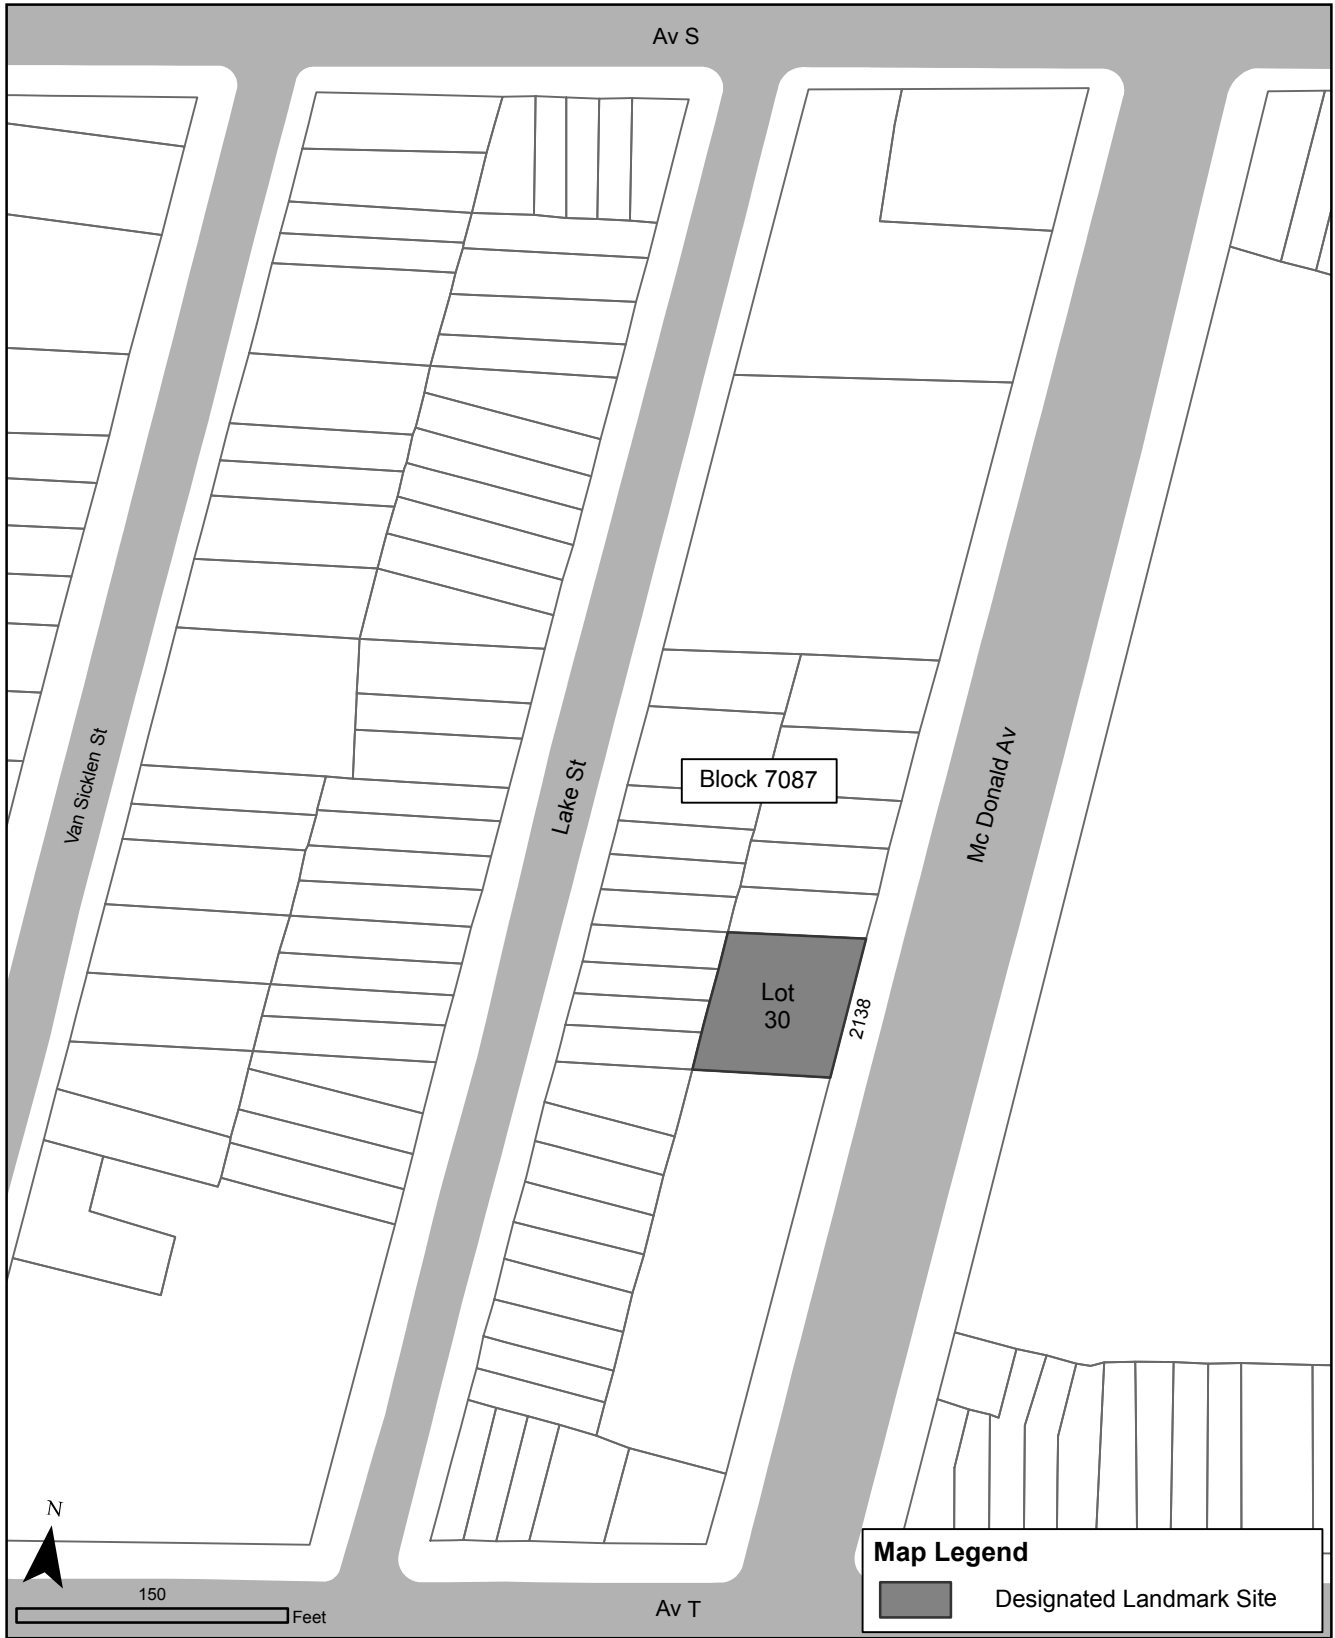 Av S
Van Sicklen St
Lake St
Mc Donald Av
Block 7087
Lot
30
2138
N
150
Feet
Av T
Map Legend
Designated Landmark Site